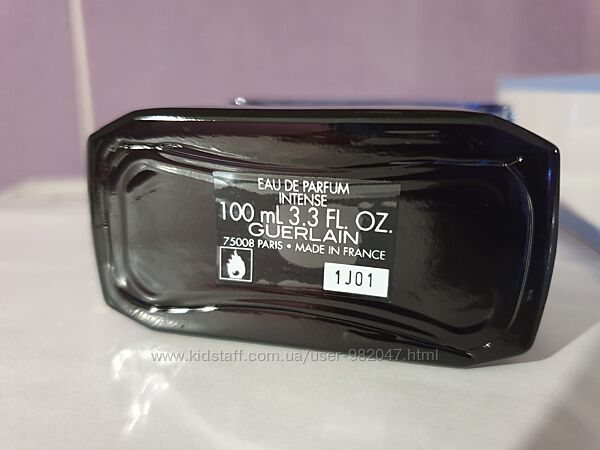 EAU DE PARFUM
INTENSE
100 mL 3.3 FL. OZ.
GUERLAIN
75008 PARIS • MADE IN FRANCE
1J01
www.kidstaff.com.ua/user-982047.html